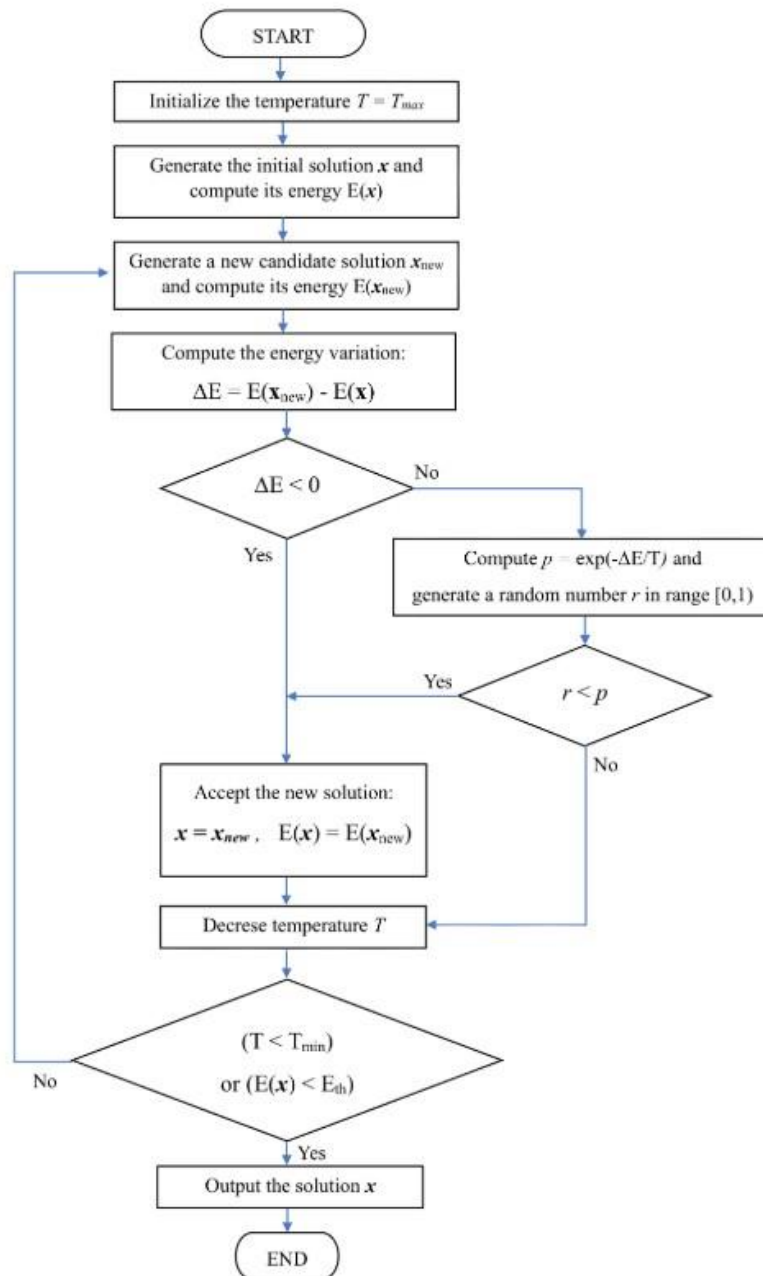 START
Initialize the temperature T = Tmax
Generate the initial solution x and
compute its energy E(x)
Generate a new candidate solution xnew
and compute its energy E(xnew)
Compute the energy variation:
ΔE = E(xnew) - E(x)
ΔE < 0
No
Yes
Compute p = exp(-ΔE/T) and
generate a random number r in range [0,1)
r < p
Yes
No
Accept the new solution:
x = xnew , E(x) = E(xnew)
Decrese temperature T
(T < Tmin)
or (E(x) < Eth)
No
Yes
Output the solution x
END